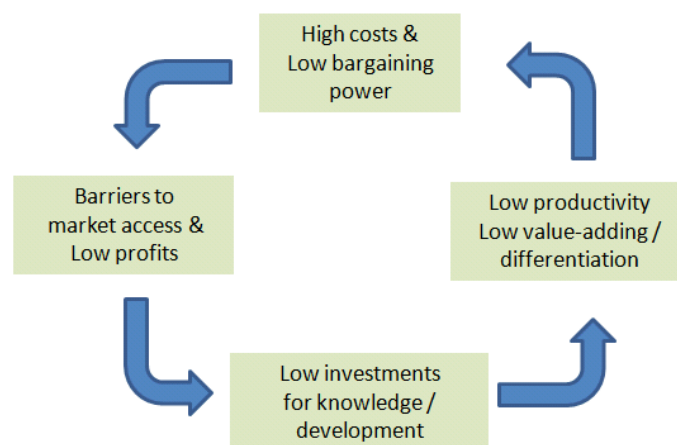 High costs &
Low bargaining
power
Barriers to
market access &
Low profits
Low productivity
Low value-adding /
differentiation
Low investments
for knowledge /
development